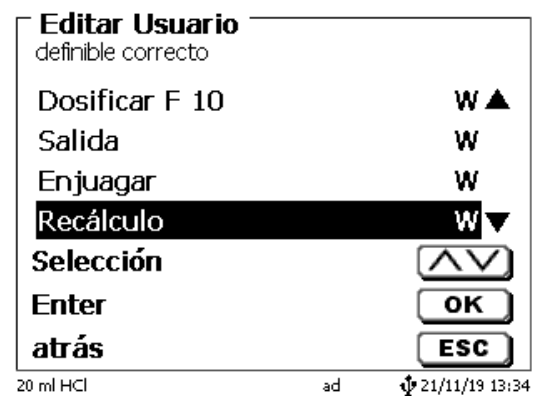 Editar Usuario
definible correcto
Dosificar F 10 W ▲
Salida W
Enjuagar W
Recálculo W ▼
Selección
Enter OK
atrás ESC
20 ml HCl ad 21/11/19 13:34